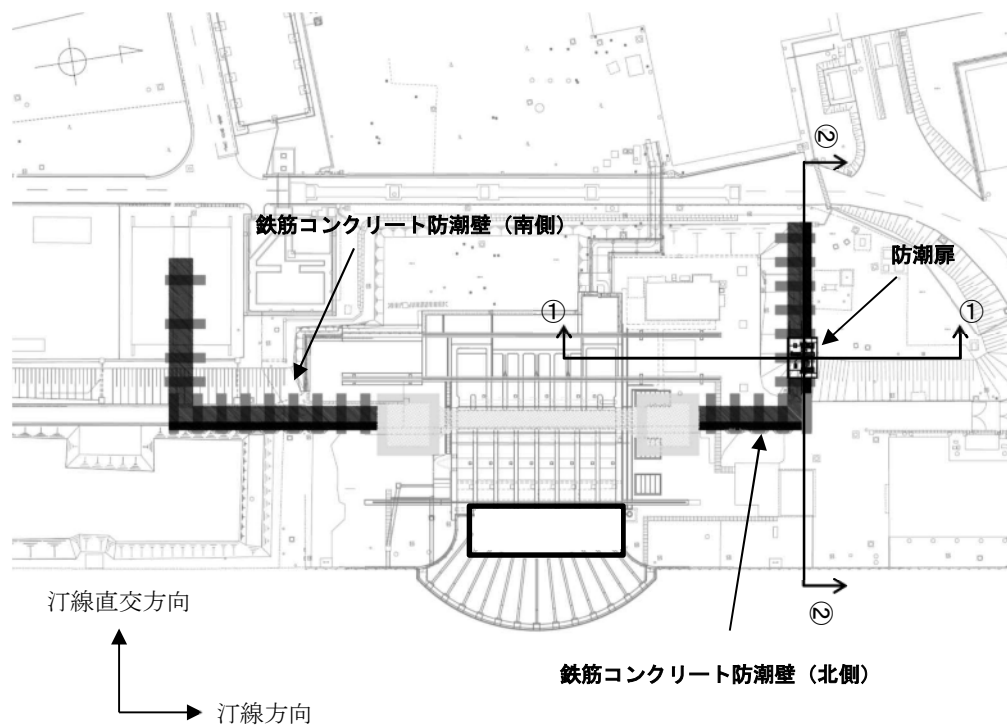 ②
鉄筋コンクリート防潮壁（南側）
防潮扉
①
①
汀線直交方向
②
鉄筋コンクリート防潮壁（北側）
汀線方向